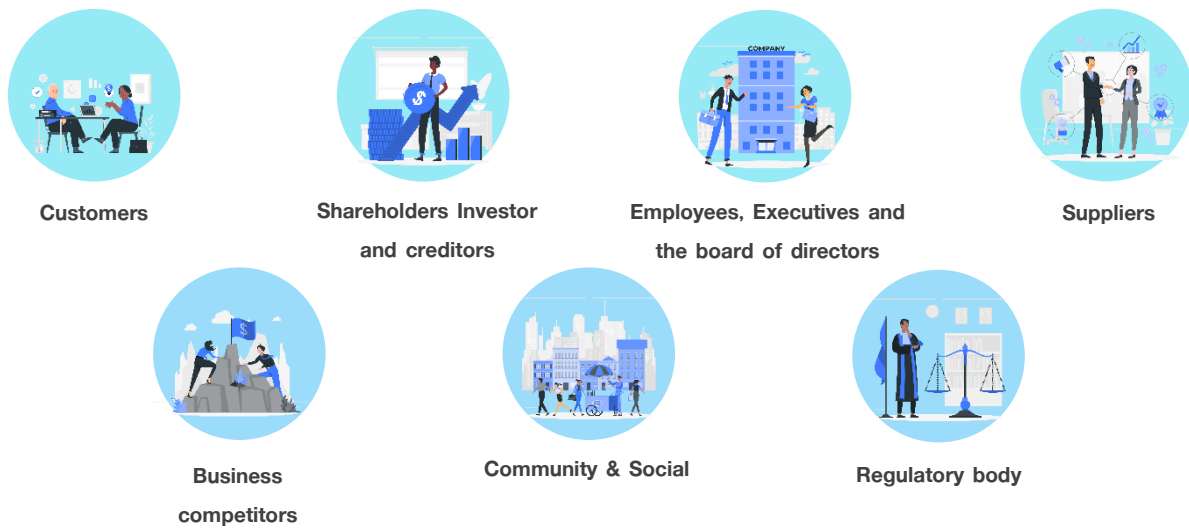 COMPANY
Customers
Shareholders Investor
and creditors
Employees, Executives and
the board of directors
Suppliers
Business
competitors
Community & Social
Regulatory body